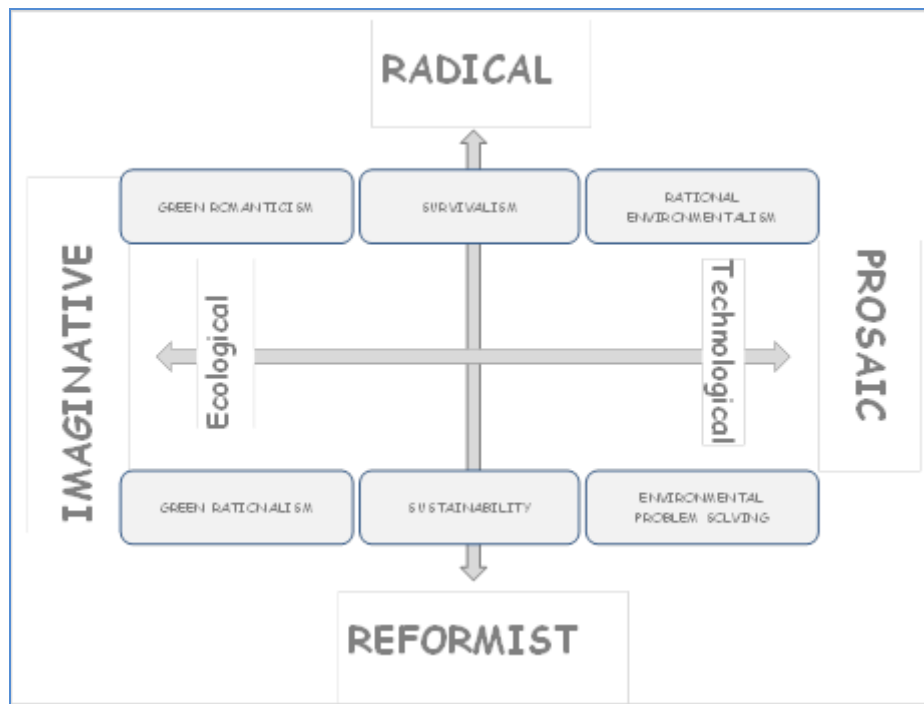 RADICAL
GREEN ROMANTICISM
SURVIVALISM
RATIONAL
ENVIRONMENTALISM
IMAGINATIVE
Ecological
Technological
PROSAIC
GREEN RATIONALISM
SUSTAINABILITY
ENVIRONMENTAL
PROBLEM SOLVING
REFORMIST